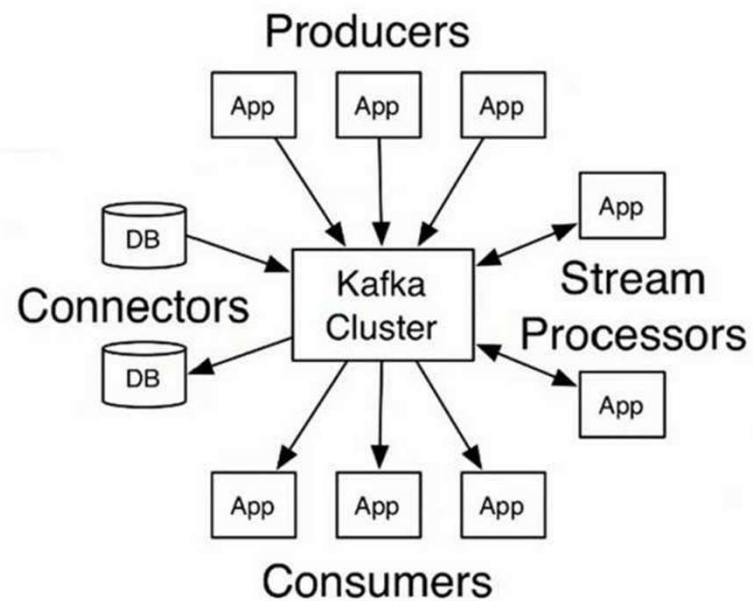 Producers
App
App
App
App
DB
Kafka
Cluster
Stream
Processors
Connectors
DB
App
App
App
App
Consumers